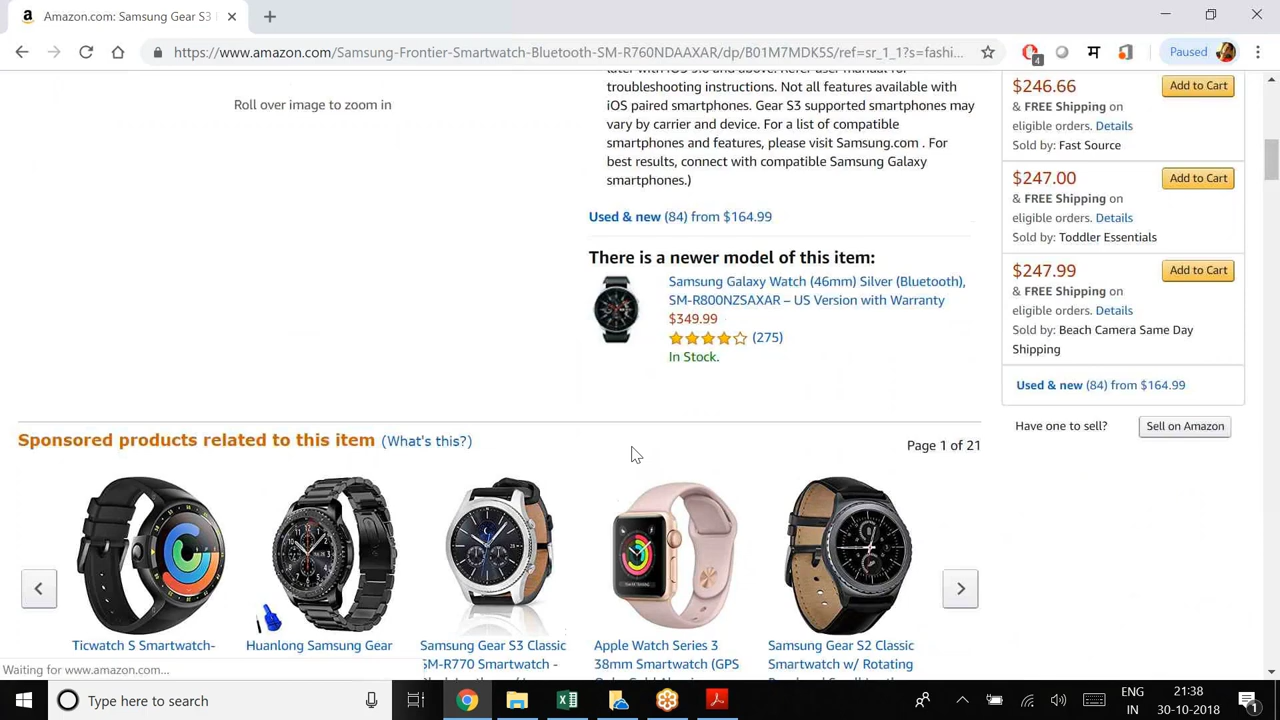 Amazon.com: Samsung Gear S3
https://www.amazon.com/Samsung-Frontier-Smartwatch-Bluetooth-SM-R760NDAAXAR/dp/B01M7MDK5S/ref=sr_1_1?s=fashi...
4
म
Paused
Roll over image to zoom in
troubleshooting instructions. Not all features available with
iOS paired smartphones. Gear S3 supported smartphones may
vary by carrier and device. For a list of compatible
smartphones and features, please visit Samsung.com . For
best results, connect with compatible Samsung Galaxy
smartphones.)
Used & new (84) from $164.99
There is a newer model of this item:
Samsung Galaxy Watch (46mm) Silver (Bluetooth),
SM-R800NZSAXAR – US Version with Warranty
$349.99
(275)
In Stock.
$246.66
Add to Cart
& FREE Shipping on
eligible orders. Details
Sold by: Fast Source
$247.00
Add to Cart
& FREE Shipping on
eligible orders. Details
Sold by: Toddler Essentials
$247.99
Add to Cart
& FREE Shipping on
eligible orders. Details
Sold by: Beach Camera Same Day
Shipping
Used & new (84) from $164.99
Have one to sell?
Sell on Amazon
Sponsored products related to this item (What's this?)
Page 1 of 21
Ticwatch S Smartwatch-
Huanlong Samsung Gear
Samsung Gear S3 Classic
SM-R770 Smartwatch -
Apple Watch Series 3
38mm Smartwatch (GPS
Samsung Gear S2 Classic
Smartwatch w/ Rotating
Waiting for www.amazon.com...
Type here to search
ENG
IN
21:38
30-10-2018
1